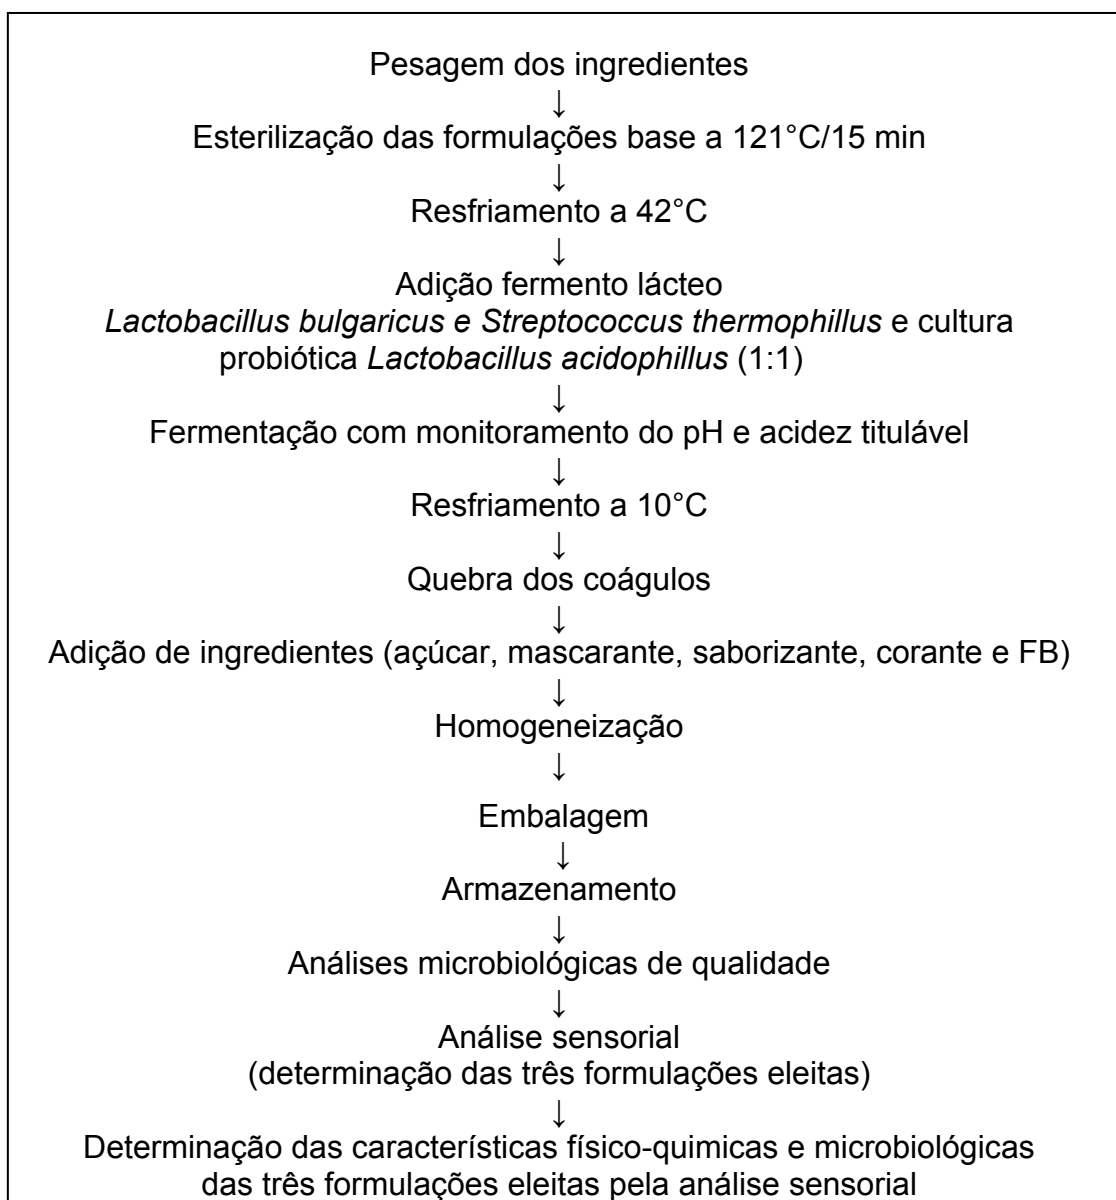 Pesagem dos ingredientes
↓
Esterilização das formulações base a 121°C/15 min
↓
Resfriamento a 42°C
↓
Adição fermento lácteo
Lactobacillus bulgaricus e Streptococcus thermophillus e cultura
probiótica Lactobacillus acidophillus (1:1)
↓
Fermentação com monitoramento do pH e acidez titulável
↓
Resfriamento a 10°C
↓
Quebra dos coágulos
↓
Adição de ingredientes (açúcar, mascarante, saborizante, corante e FB)
↓
Homogeneização
↓
Embalagem
↓
Armazenamento
↓
Análises microbiológicas de qualidade
↓
Análise sensorial
(determinação das três formulações eleitas)
↓
Determinação das características físico-quimicas e microbiológicas
das três formulações eleitas pela análise sensorial